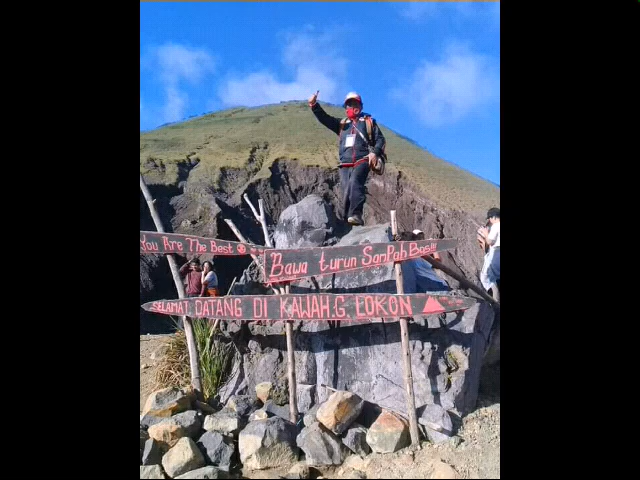 You Are The Best
Bawa turun SamPah Bos!!!
SELAMAT DATANG DI KAWAH.G. LOKON